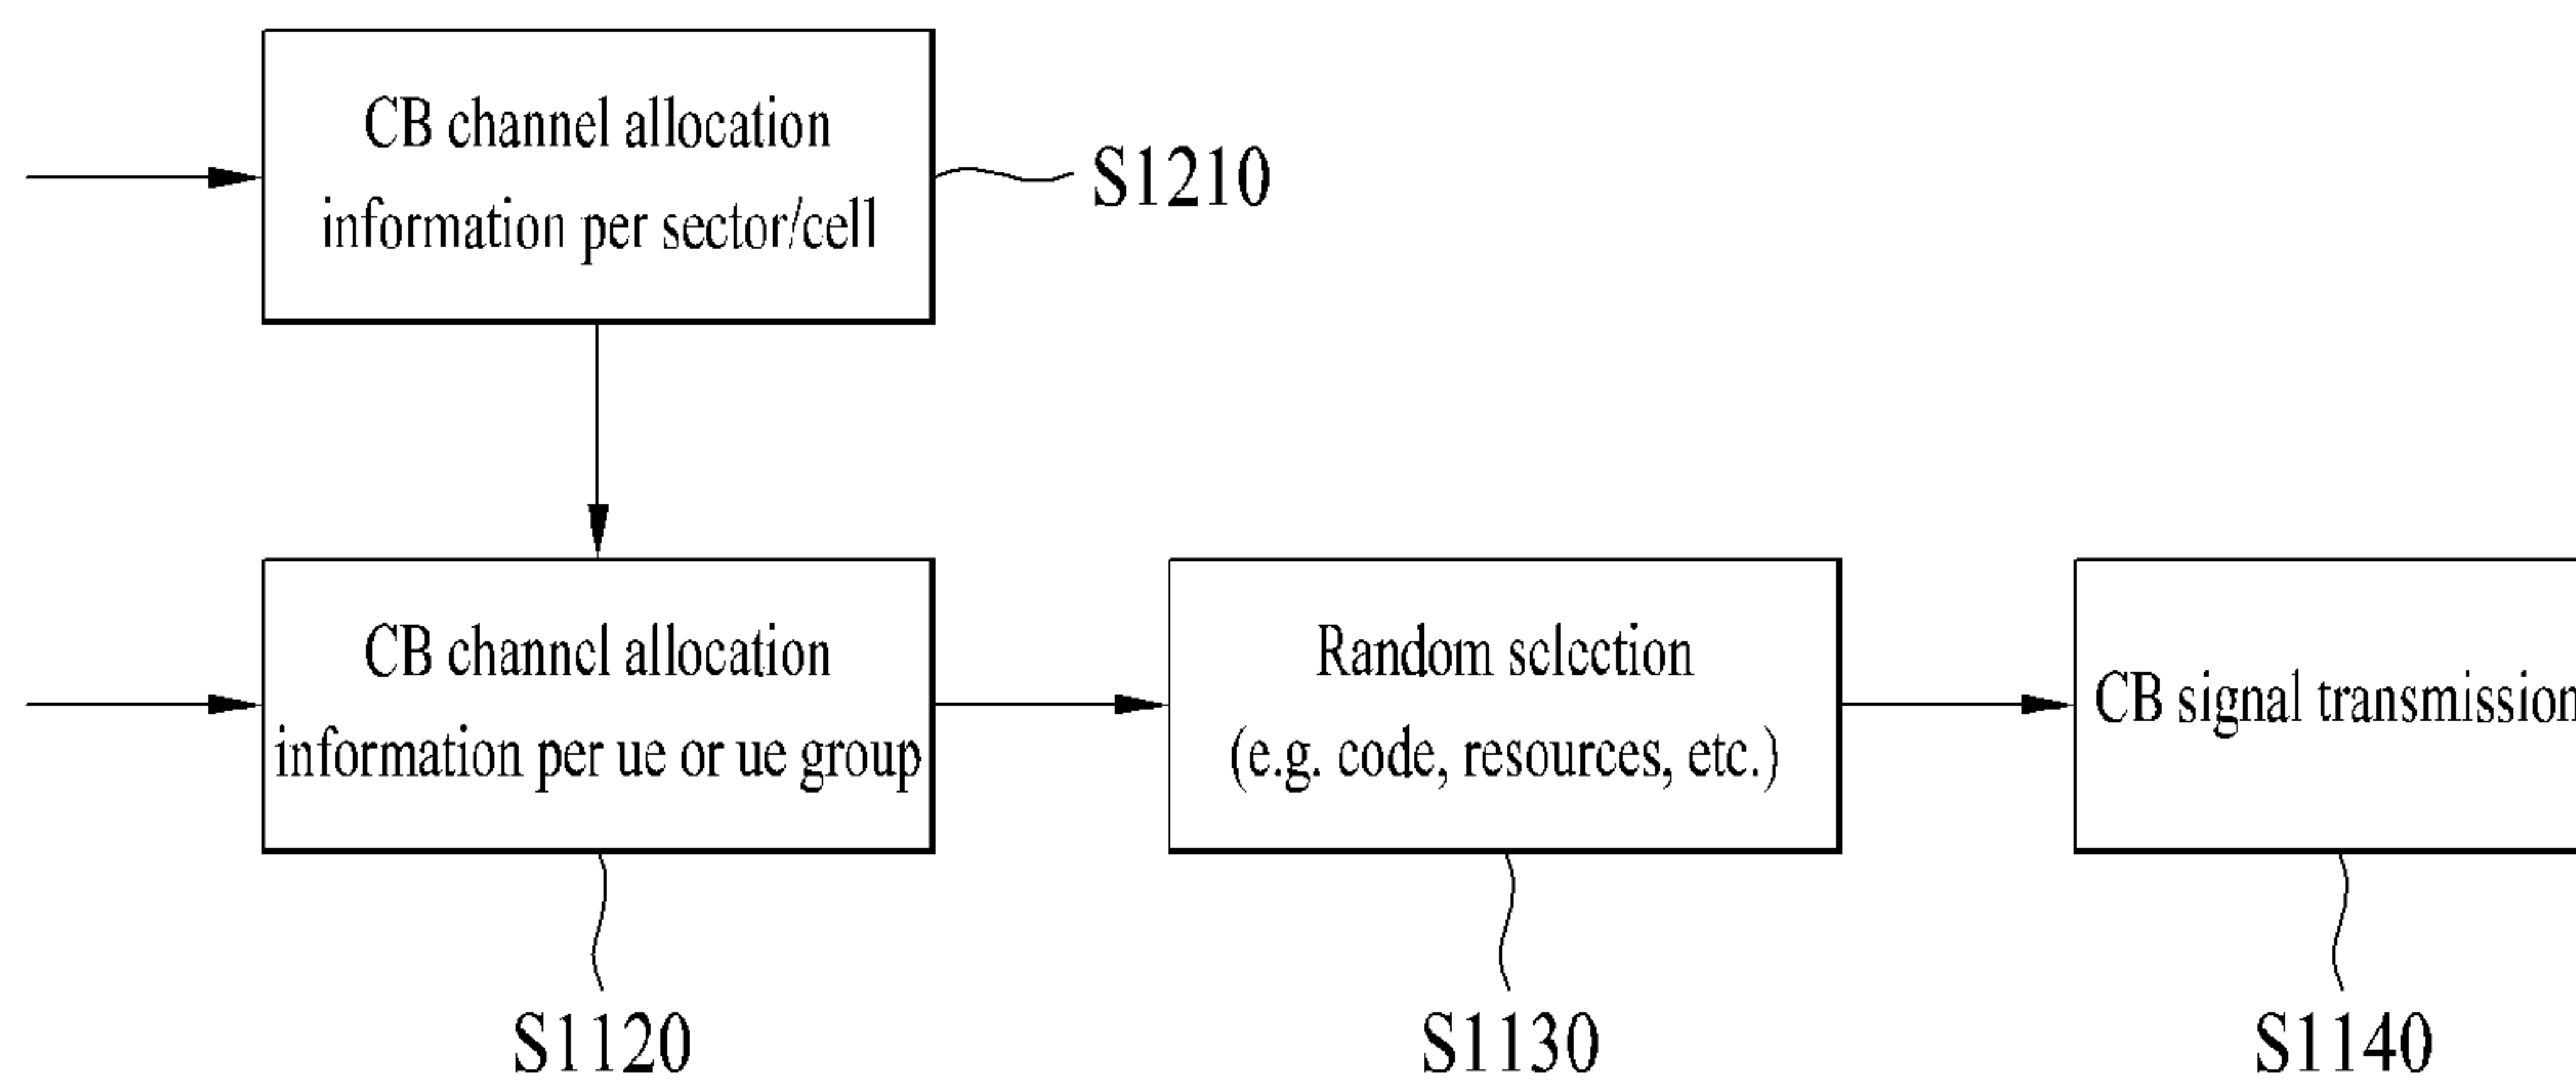 CB channel allocation
information per sector/cell
S1210
CB channel allocation
information per ue or ue group
Random selection
(e.g. code, resources, etc.)
CB signal transmission
S1120
S1130
S1140